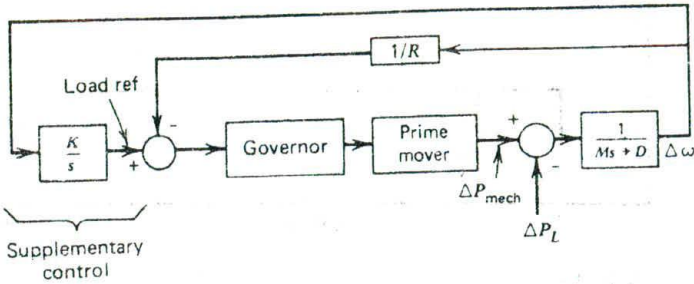 1/R
Load ref
-
K
s
+
Governor
Prime
mover
+
-
1
Ms + D
Δω
ΔP_mech
ΔP_L
Supplementary
control